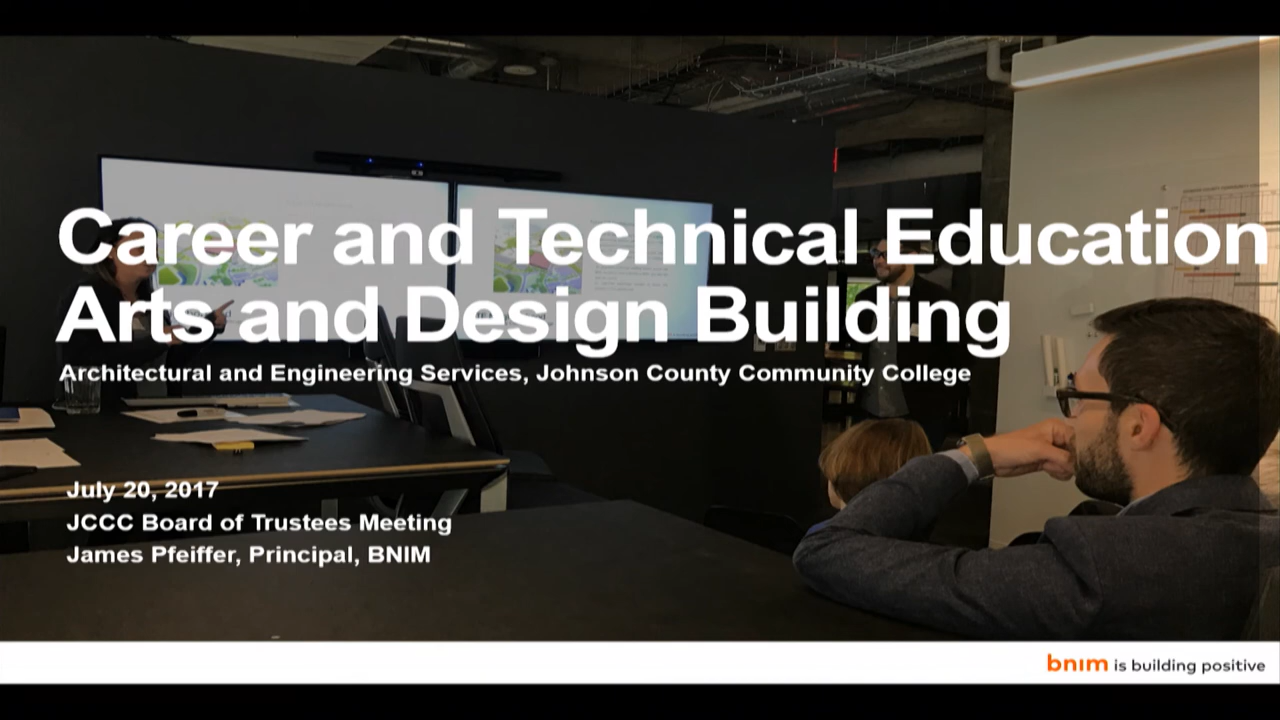 Career and Technical Education
Arts and Design Building
Architectural and Engineering Services, Johnson County Community College
July 20, 2017
JCCC Board of Trustees Meeting
James Pfeiffer, Principal, BNIM
bnim is building positive